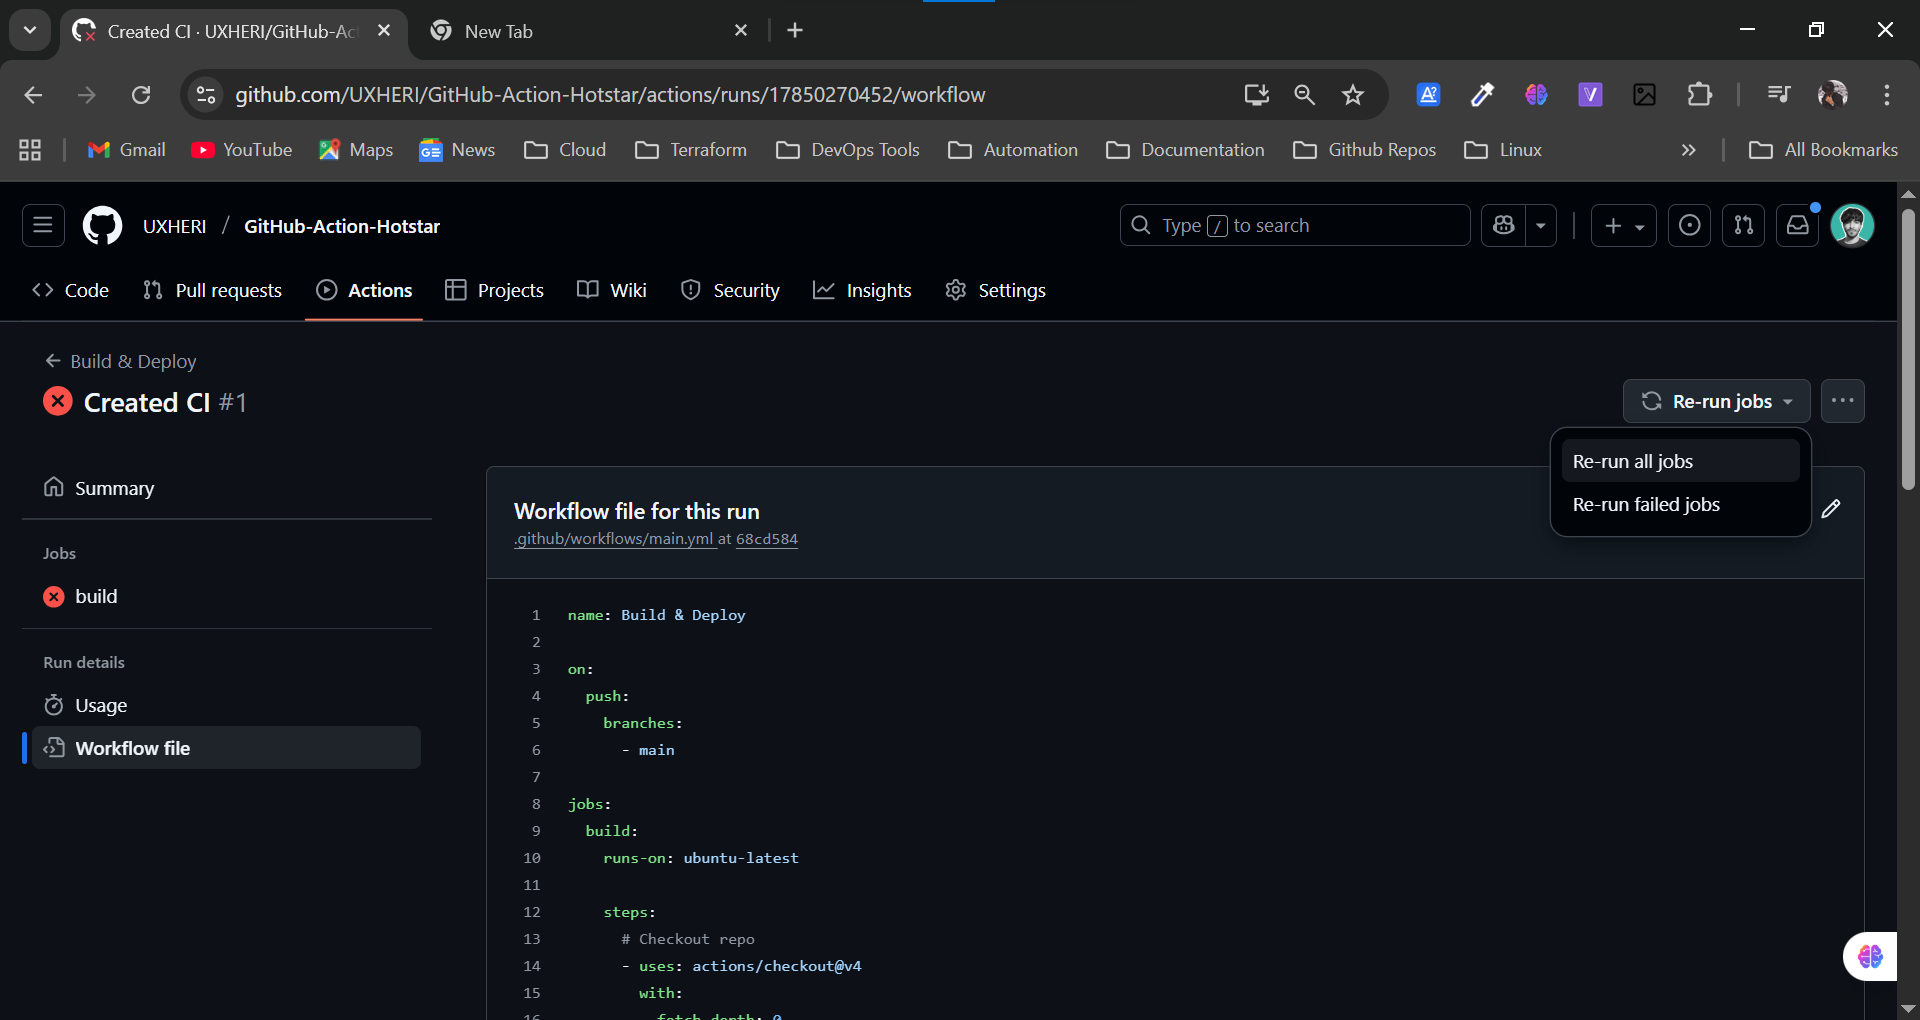 Created CI · UXHERI/GitHub-Ac
New Tab
github.com/UXHERI/GitHub-Action-Hotstar/actions/runs/17850270452/workflow
Gmail
YouTube
Maps
News
Cloud
Terraform
DevOps Tools
Automation
Documentation
Github Repos
Linux
All Bookmarks
UXHERI / GitHub-Action-Hotstar
Type / to search
Code
Pull requests
Actions
Projects
Wiki
Security
Insights
Settings
Build & Deploy
Created CI #1
Re-run jobs
Re-run all jobs
Re-run failed jobs
Summary
Jobs
build
Run details
Usage
Workflow file
Workflow file for this run
.github/workflows/main.yml at 68cd584
1 name: Build & Deploy
2
3 on:
4 push:
5 branches:
6 - main
7
8 jobs:
9 build:
10 runs-on: ubuntu-latest
11
12 steps:
13 # Checkout repo
14 - uses: actions/checkout@v4
15 with:
16 fetch-depth: 0